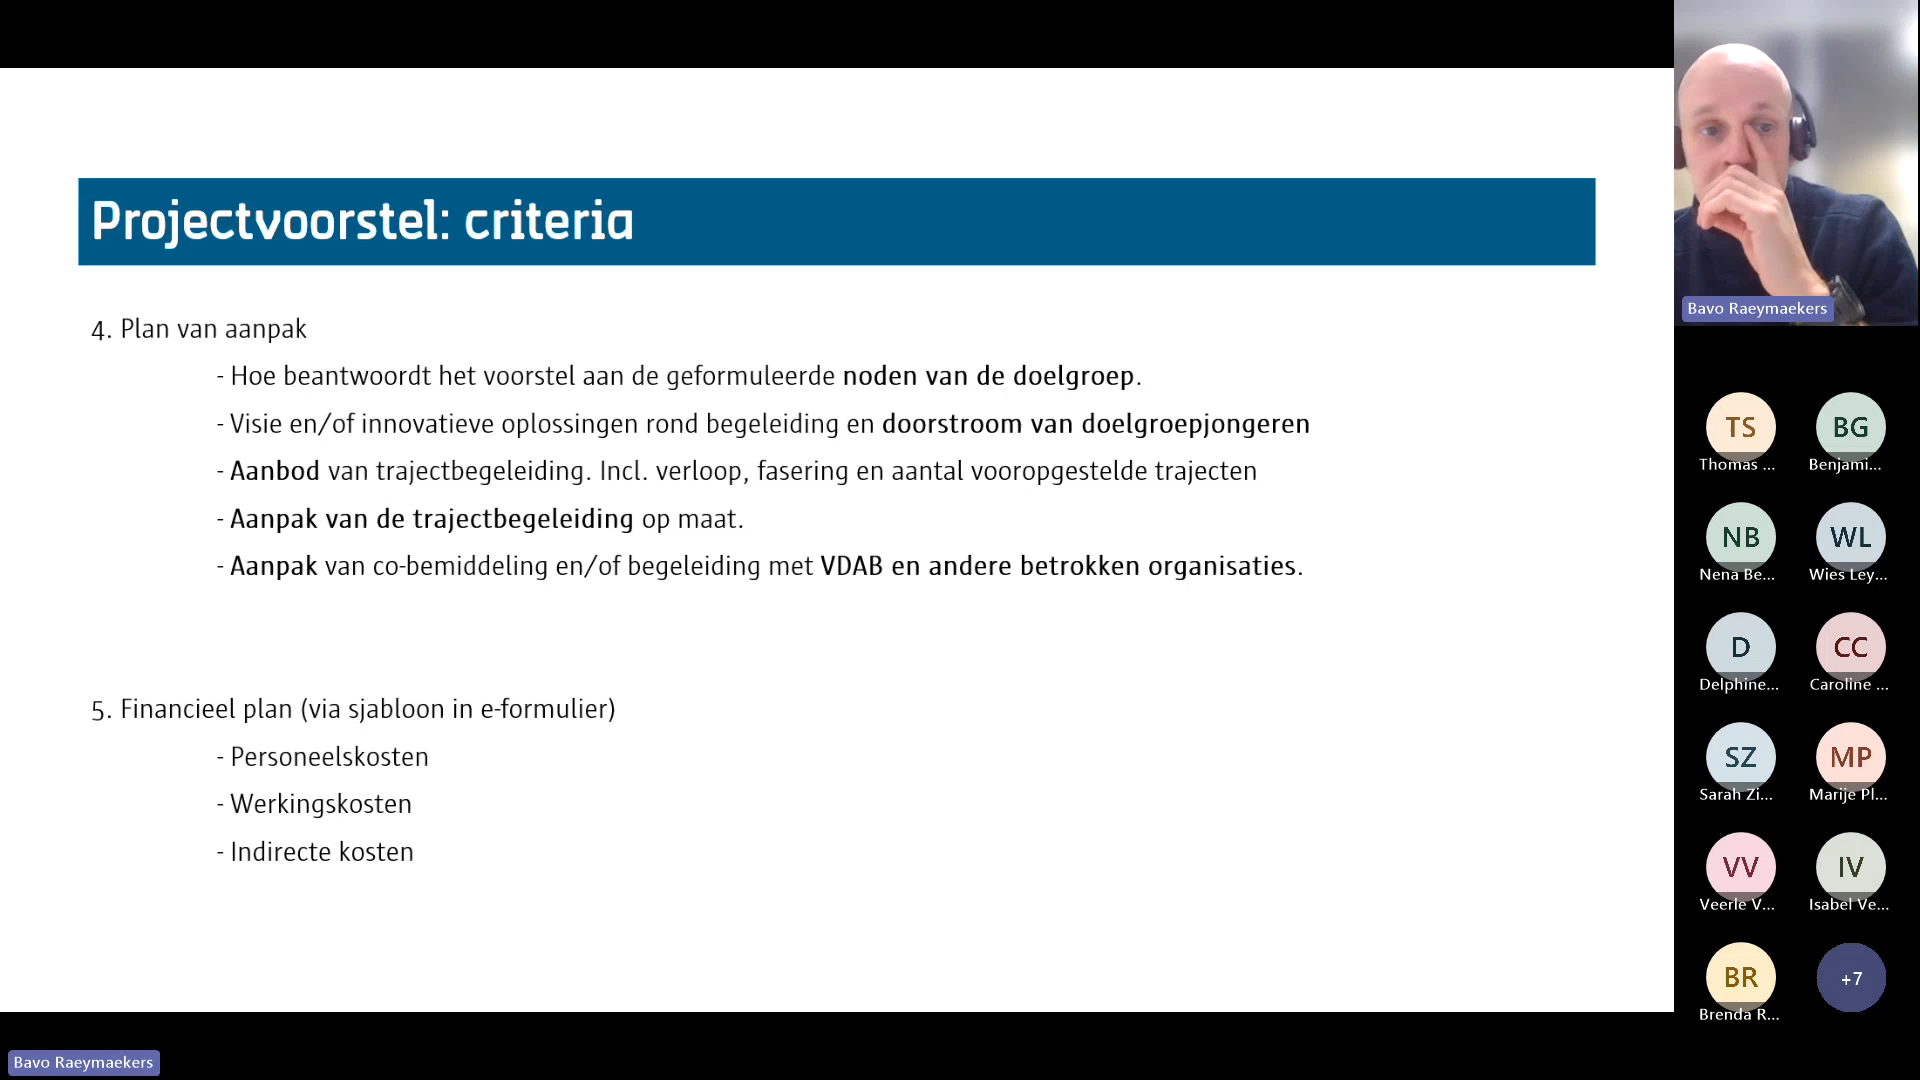 Projectvoorstel: criteria
4. Plan van aanpak
- Hoe beantwoordt het voorstel aan de geformuleerde noden van de doelgroep.
- Visie en/of innovatieve oplossingen rond begeleiding en doorstroom van doelgroepjongeren
- Aanbod van trajectbegeleiding. Incl. verloop, fasering en aantal vooropgestelde trajecten
- Aanpak van de trajectbegeleiding op maat.
- Aanpak van co-bemiddeling en/of begeleiding met VDAB en andere betrokken organisaties.
5. Financieel plan (via sjabloon in e-formulier)
- Personeelskosten
- Werkingskosten
- Indirecte kosten
Bavo Raeymaekers
Bavo Raeymaekers
TS
Thomas ...
BG
Benjami...
NB
Nena Be...
WL
Wies Ley...
D
Delphine...
CC
Caroline ...
SZ
Sarah Zi...
MP
Marije Pl...
VV
Veerle V...
IV
Isabel Ve...
BR
Brenda R...
+7